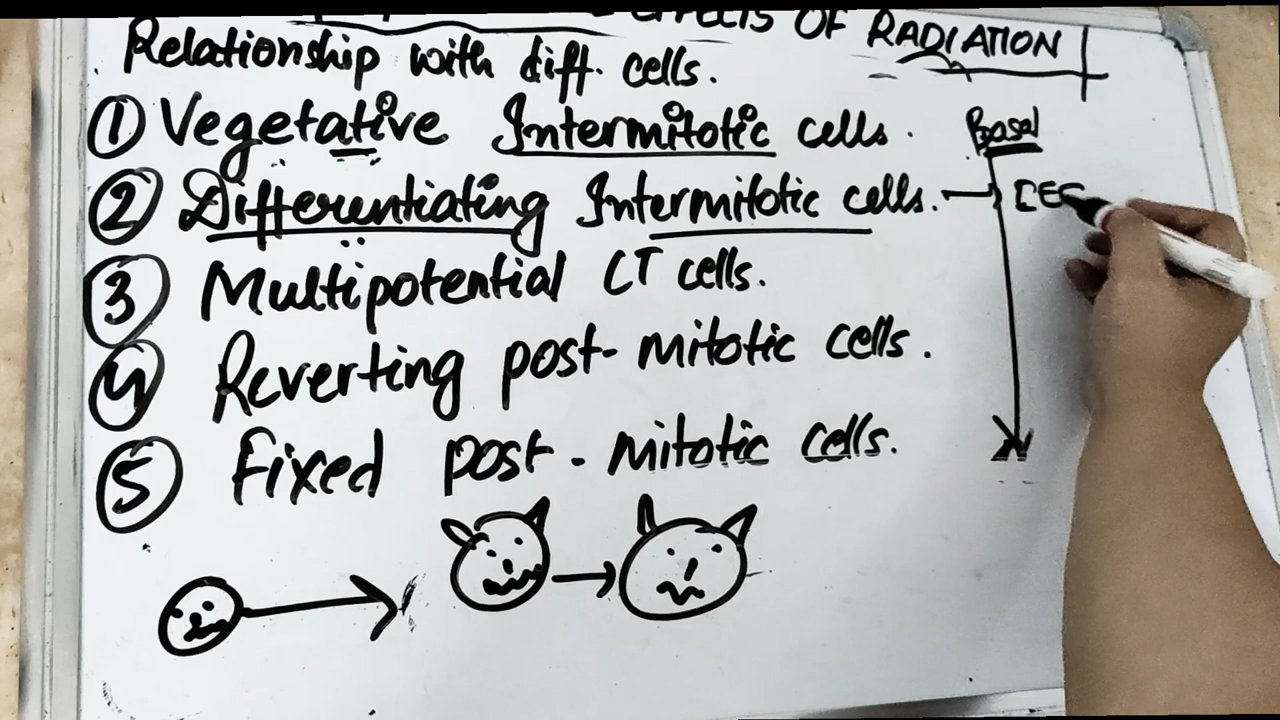 EFFECTS OF RADIATION
Relationship with diff. cells.
① Vegetative Intermitotic cells.
② Differentiating Intermitotic cells.
③ Multipotential CT cells.
④ Reverting post-mitotic cells.
⑤ Fixed post-mitotic cells.
Basal